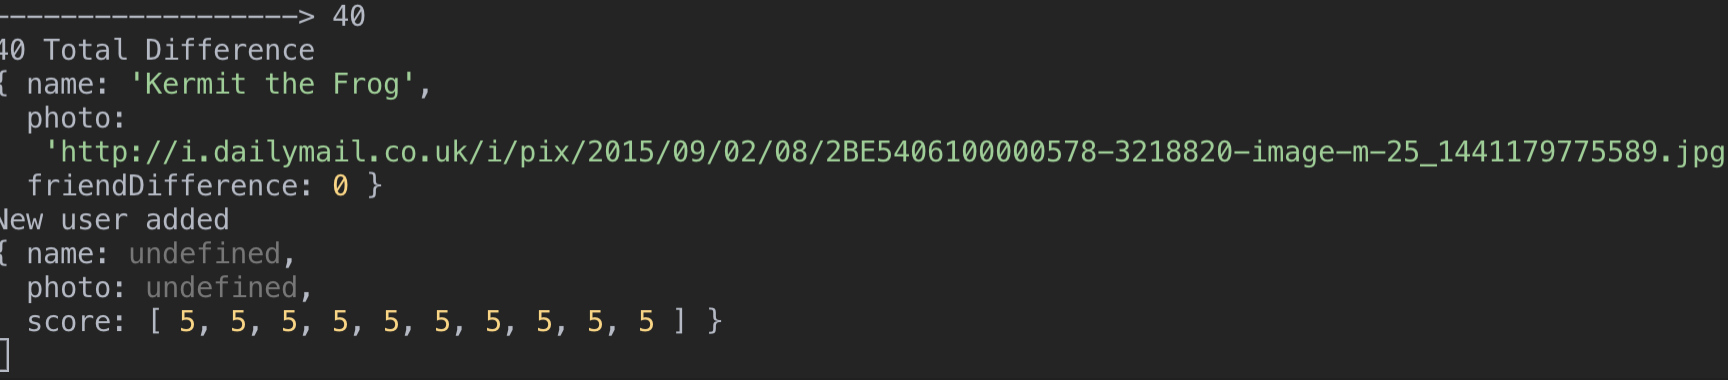 ------------------> 40
40 Total Difference
{ name: 'Kermit the Frog',
photo:
'http://i.dailymail.co.uk/i/pix/2015/09/02/08/2BE5406100000578-3218820-image-m-25_1441179775589.jpg
friendDifference: 0 }
New user added
{ name: undefined,
photo: undefined,
score: [ 5, 5, 5, 5, 5, 5, 5, 5, 5, 5 ] }